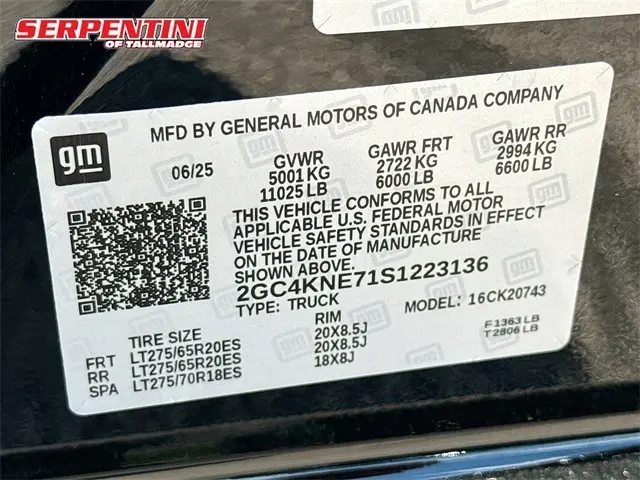 SERPENTINI
OF TALLMADGE
gm
MFD BY GENERAL MOTORS OF CANADA COMPANY
06/25
GVWR
5001 KG
11025 LB
GAWR FRT
2722 KG
6000 LB
GAWR RR
2994 KG
6600 LB
THIS VEHICLE CONFORMS TO ALL
APPLICABLE U.S. FEDERAL MOTOR
VEHICLE SAFETY STANDARDS IN EFFECT
ON THE DATE OF MANUFACTURE
SHOWN ABOVE.
2GC4KNE71S1223136
TYPE: TRUCK
MODEL: 16CK20743
TIRE SIZE RIM
FRT LT275/65R20ES 20X8.5J
RR LT275/65R20ES 20X8.5J
SPA LT275/70R18ES 18X8J
F 1363 LB
T 2806 LB